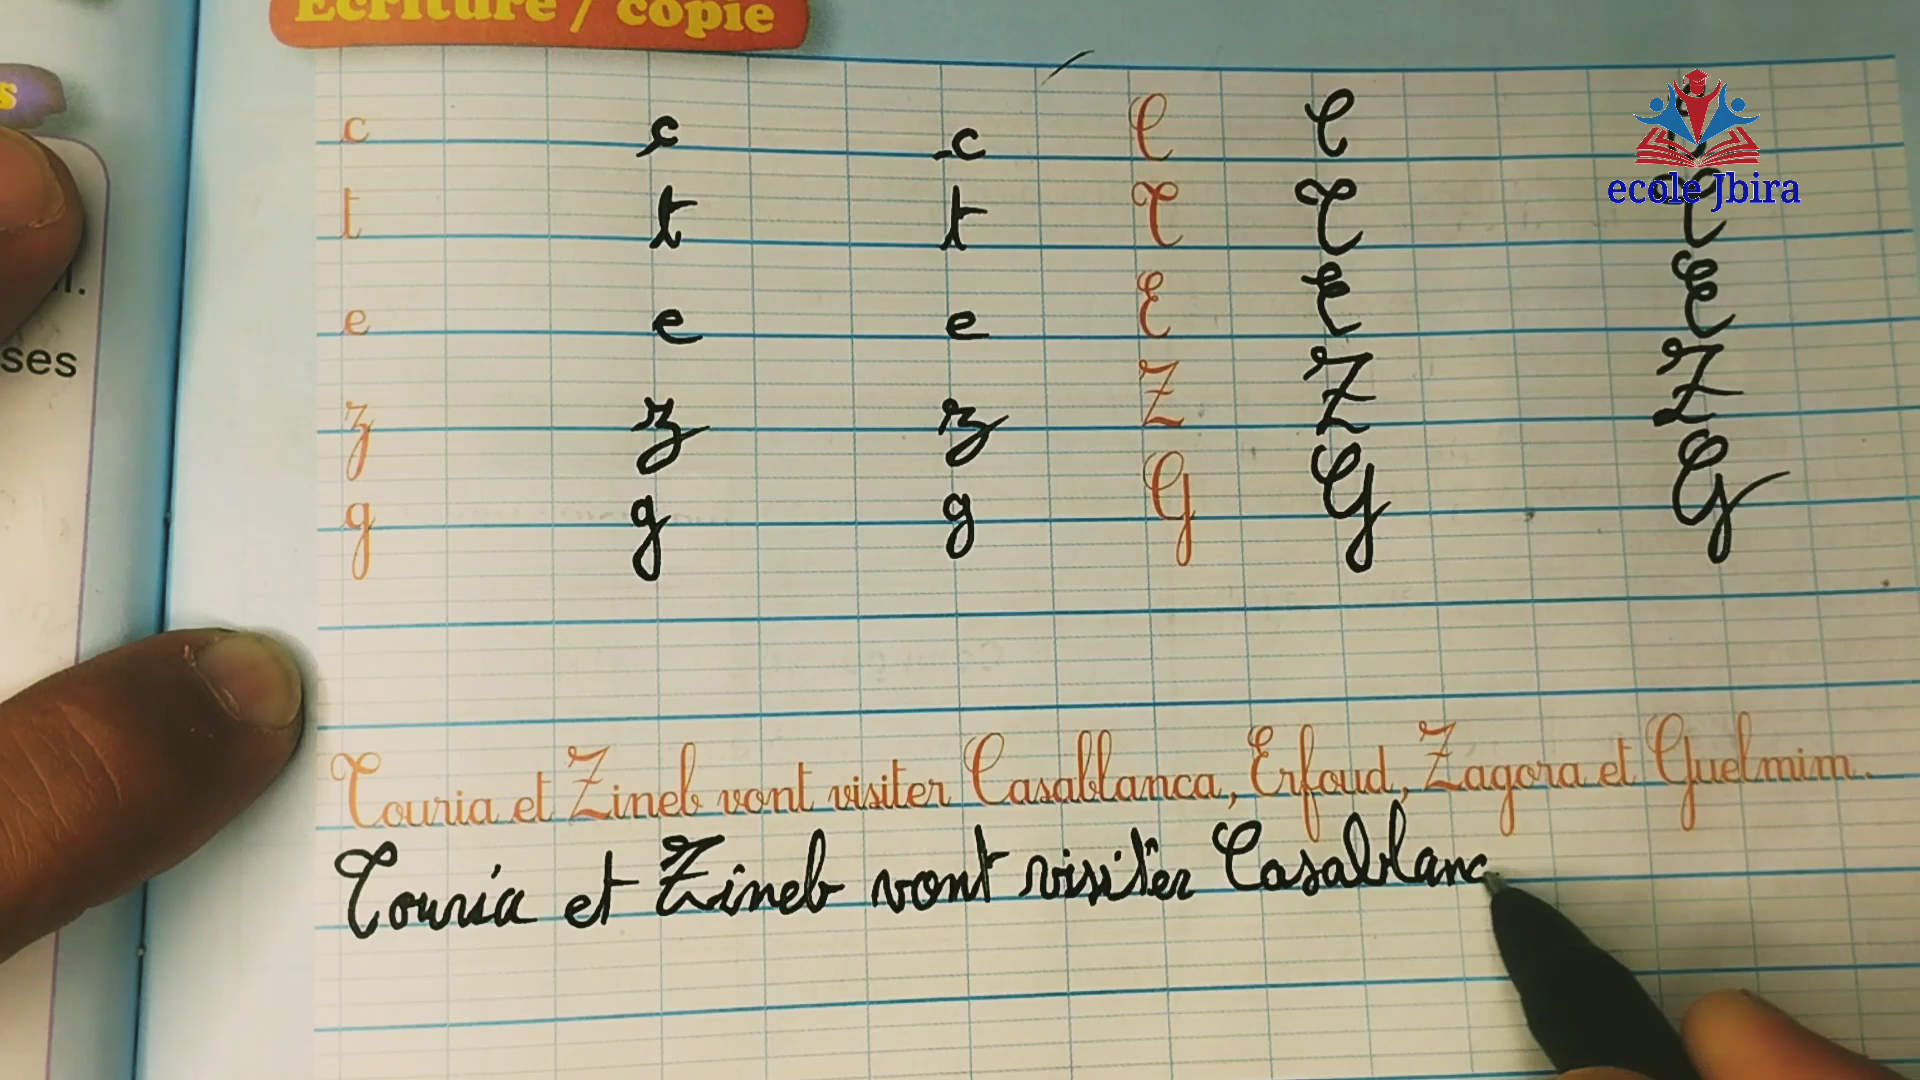 Ecriture / copie
s
c c c C C C
t t t T T T
e e e E E E
z z z Z Z Z
g g g G G G
ecole Jbira
ses
Touria et Zineb vont visiter Casablanca, Erfoud, Zagora et Guelmim.
Touria et Zineb vont visiter Casablanc